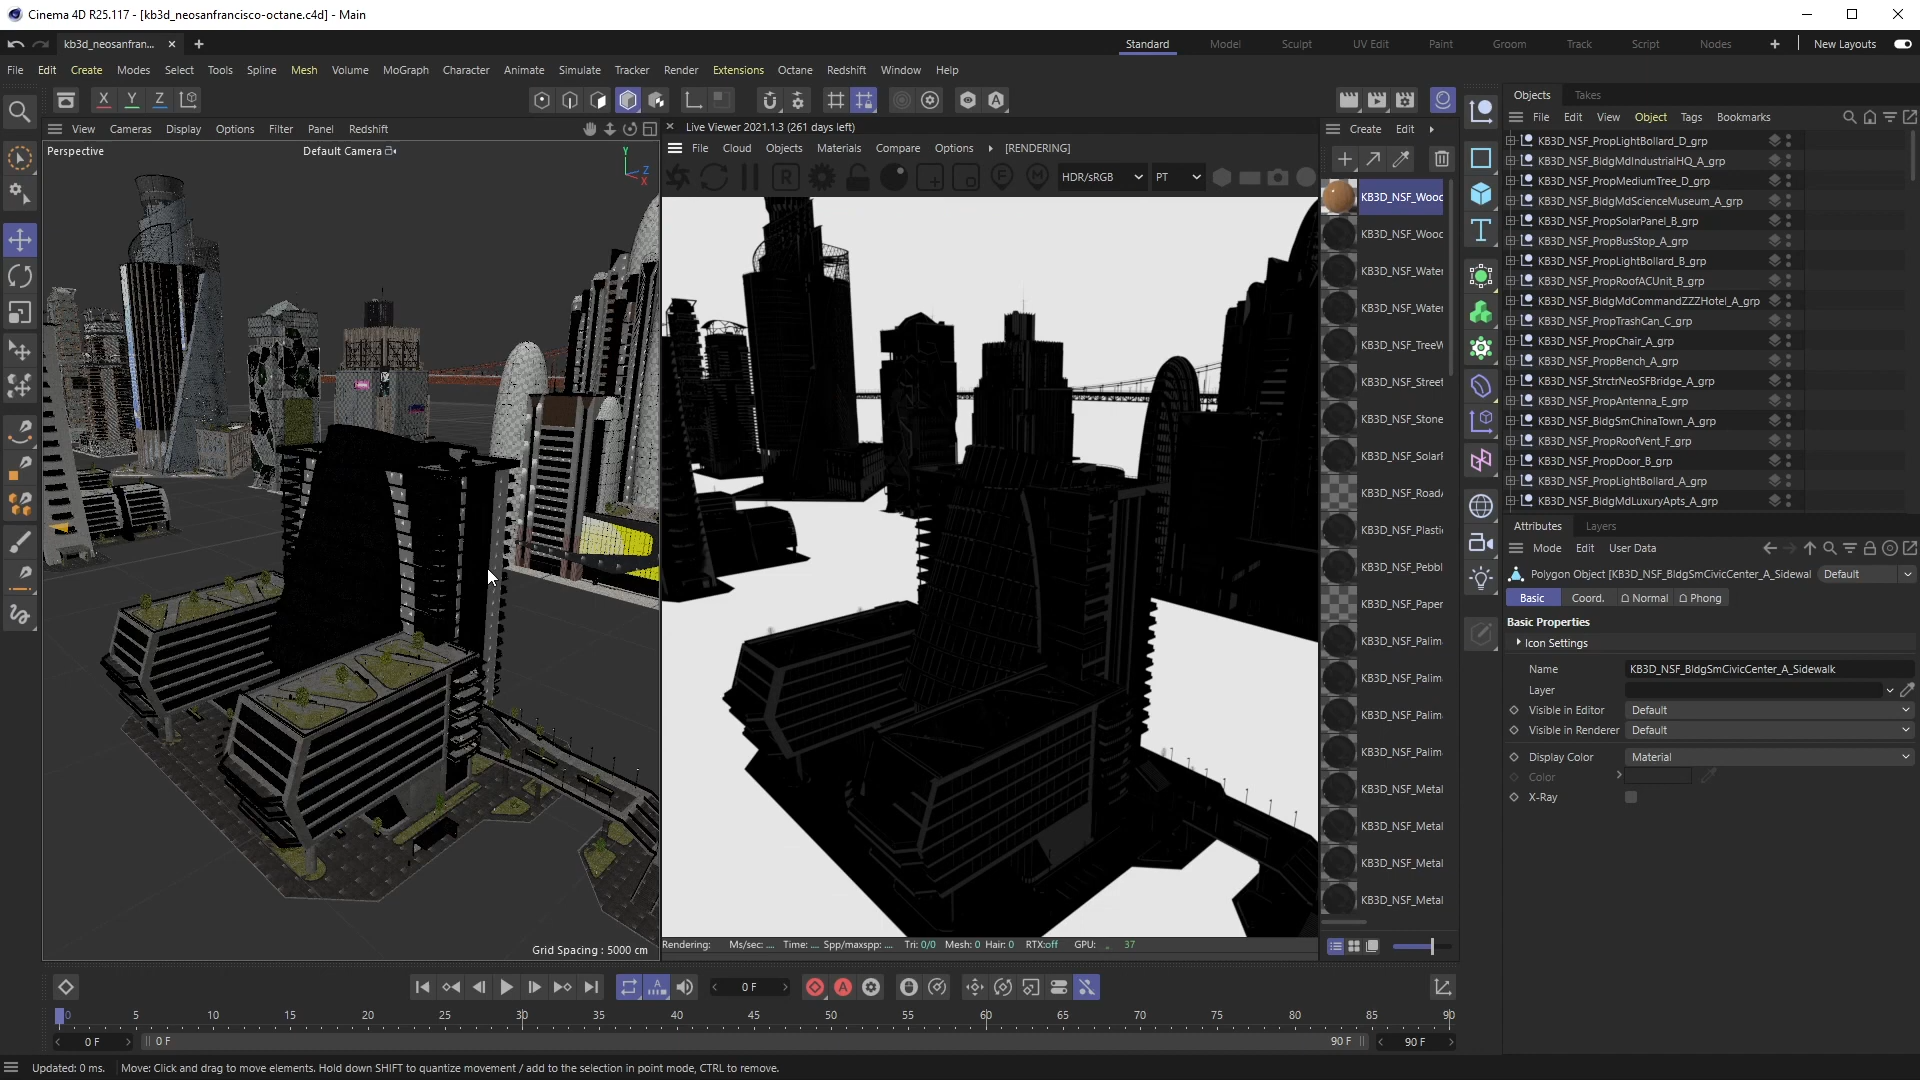 Cinema 4D R25.117 - [kb3d_neosanfrancisco-octane.c4d] - Main
kb3d_neosanfran...
Standard
Model
Sculpt
UV Edit
Paint
Groom
Track
Script
Nodes
New Layouts
File Edit Create Modes Select Tools Spline Mesh Volume MoGraph Character Animate Simulate Tracker Render Extensions Octane Redshift Window Help
X Y Z
View Cameras Display Options Filter Panel Redshift
Perspective
Default Camera
Y
Z
X
Grid Spacing : 5000 cm
Live Viewer 2021.1.3 (261 days left)
File Cloud Objects Materials Compare Options [RENDERING]
R
F
M
HDR/sRGB
PT
Rendering: Ms/sec: ... Time: ... Spp/maxspp: ... Tri: 0/0 Mesh: 0 Hair: 0 RTX:off GPU: 37
Create Edit
KB3D_NSF_Wood
KB3D_NSF_Wood
KB3D_NSF_Water
KB3D_NSF_Water
KB3D_NSF_TreeW
KB3D_NSF_Street
KB3D_NSF_Stone
KB3D_NSF_Solar
KB3D_NSF_Road
KB3D_NSF_Plasti
KB3D_NSF_Pebbl
KB3D_NSF_Paper
KB3D_NSF_Palim
KB3D_NSF_Palim
KB3D_NSF_Palim
KB3D_NSF_Palim
KB3D_NSF_Metal
KB3D_NSF_Metal
KB3D_NSF_Metal
KB3D_NSF_Metal
Objects Takes
File Edit View Object Tags Bookmarks
KB3D_NSF_PropLightBollard_D_grp
KB3D_NSF_BldgMdIndustrialHQ_A_grp
KB3D_NSF_PropMediumTree_D_grp
KB3D_NSF_BldgMdScienceMuseum_A_grp
KB3D_NSF_PropSolarPanel_B_grp
KB3D_NSF_PropBusStop_A_grp
KB3D_NSF_PropLightBollard_B_grp
KB3D_NSF_PropRoofACUnit_B_grp
KB3D_NSF_BldgMdCommandZZZHotel_A_grp
KB3D_NSF_PropTrashCan_C_grp
KB3D_NSF_PropChair_A_grp
KB3D_NSF_PropBench_A_grp
KB3D_NSF_StrctrNeoSFBridge_A_grp
KB3D_NSF_PropAntenna_E_grp
KB3D_NSF_BldgSmChinaTown_A_grp
KB3D_NSF_PropRoofVent_F_grp
KB3D_NSF_PropDoor_B_grp
KB3D_NSF_PropLightBollard_A_grp
KB3D_NSF_BldgMdLuxuryApts_A_grp
Attributes Layers
Mode Edit User Data
Polygon Object [KB3D_NSF_BldgSmCivicCenter_A_Sidewal
Default
Basic Coord. Normal Phong
Basic Properties
Icon Settings
Name KB3D_NSF_BldgSmCivicCenter_A_Sidewalk
Layer
Visible in Editor Default
Visible in Renderer Default
Display Color Material
Color
X-Ray
0 F
0 5 10 15 20 25 30 35 40 45 50 55 60 65 70 75 80 85 90
0 F
0 F
90 F
90 F
Updated: 0 ms. Move: Click and drag to move elements. Hold down SHIFT to quantize movement / add to the selection in point mode, CTRL to remove.